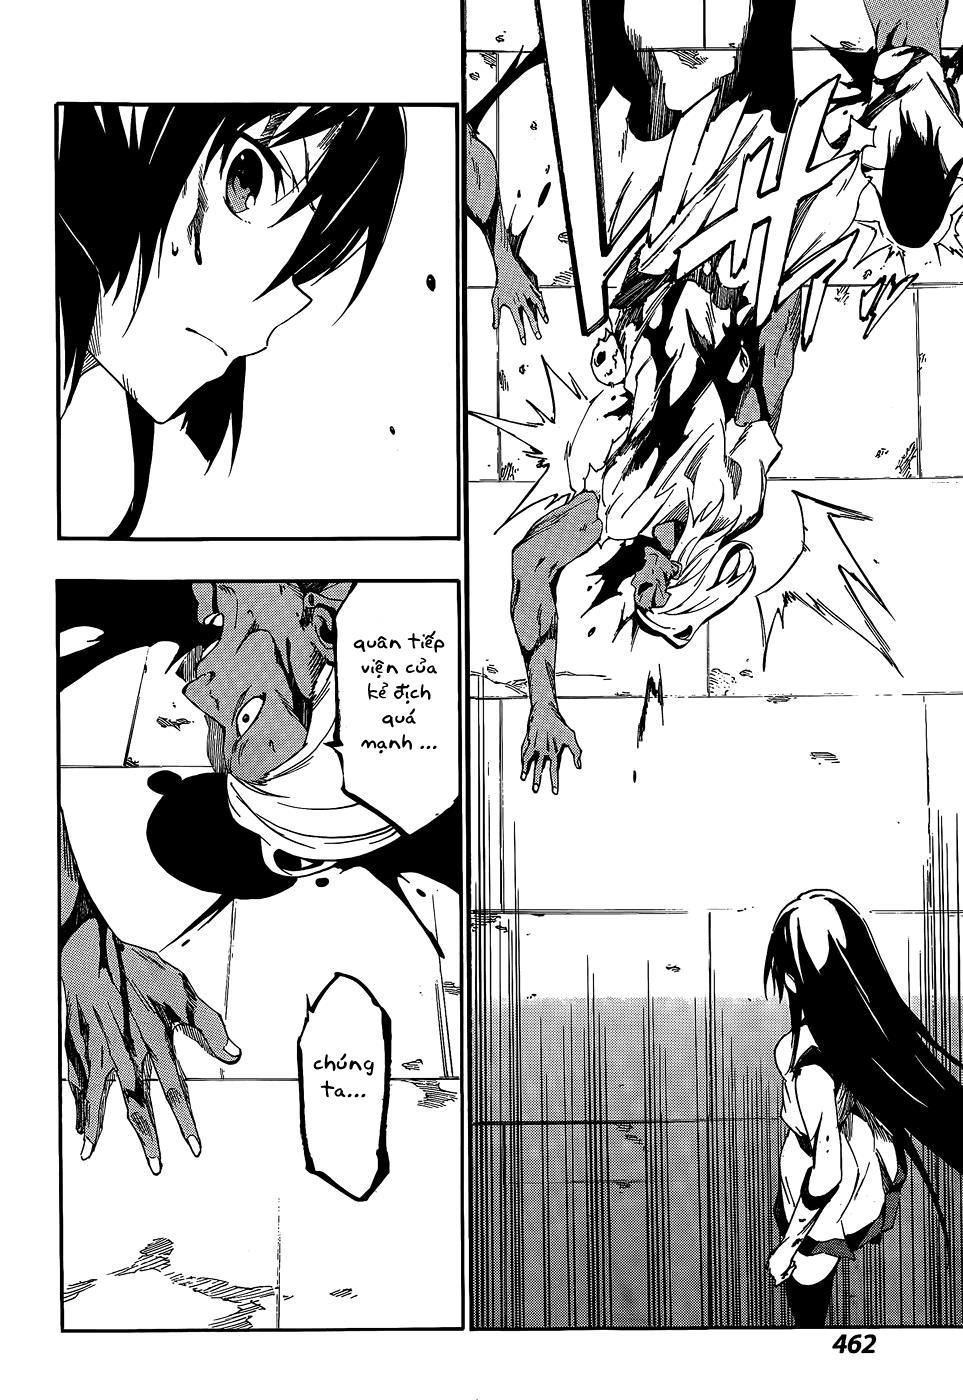 quân tiếp
viện của
kẻ địch
quá
mạnh ...
chúng
ta...
462